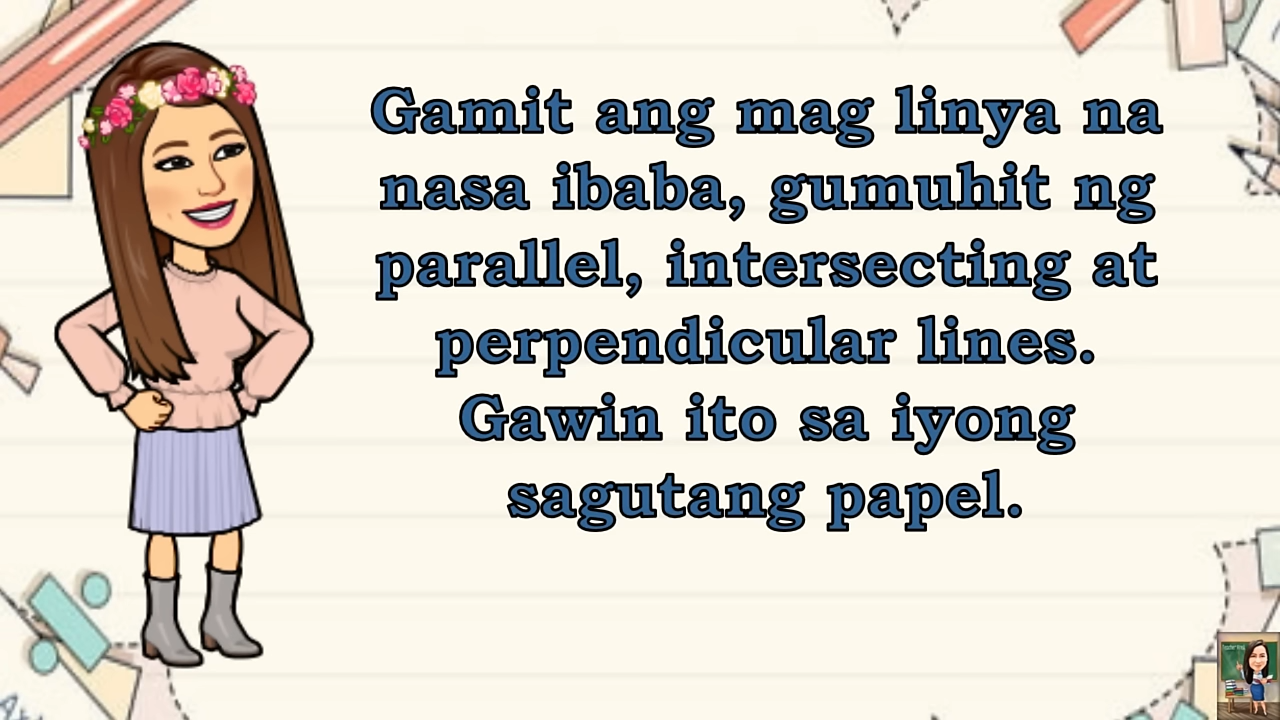 Gamit ang mag linya na
nasa ibaba, gumuhit ng
parallel, intersecting at
perpendicular lines.
Gawin ito sa iyong
sagutang papel.